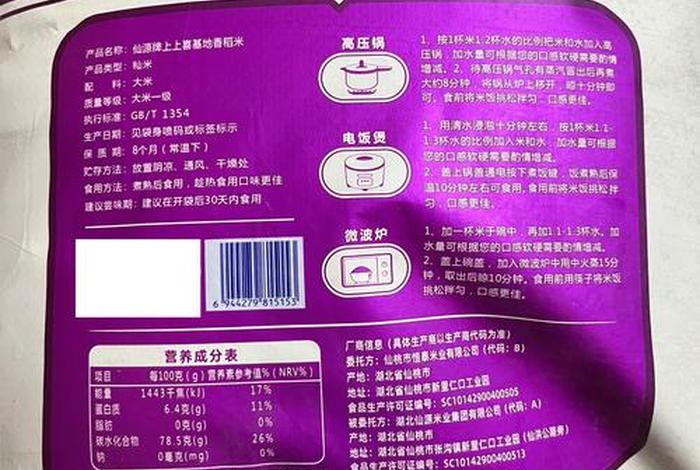 产品名称：仙源牌上上喜基地香稻米
产品类型：籼米
配 料：大米
质量等级：大米一级
执行标准：GB/T 1354
生产日期：见袋身喷码或标签标示
保 质 期：8个月（常温下）
贮存方法：放置阴凉、通风、干燥处
食用方法：煮熟后食用，趁热食用口味更佳
建议尝味期：建议在开袋后30天内食用
6 944279 815153
高压锅
1、按1杯米1.2杯水的比例把米和水加入高
压锅，加水量可根据您的口感软硬需要酌情
增减。2、待高压锅气孔有蒸汽冒出后再煮
大约8分钟，将锅从炉上移开，晾十分钟即
可。食前将米饭挑松拌匀，口感更佳。
电饭煲
1、用清水浸泡十分钟左右，按1杯米1.1-
1.3杯水的比例加入米和水，加水量可根据
您的口感软硬需要酌情增减。
2、盖上锅盖通电按下煮饭键，饭煮熟后保
温10分钟左右可食用，食用前将米饭挑松拌
匀，口感更佳。
微波炉
1、加一杯米于碗中，再加1.1-1.3杯水。加
水量可根据您的口感软硬需要酌情增减。
2、盖上碗盖，加入微波炉中用中火蒸15分
钟，取出后晾10分钟。食用前用筷子将米饭
挑松拌匀，口感更佳。
营养成分表
项目 每100克(g) 营养素参考值%(NRV%)
能量 1443千焦(kJ) 17%
蛋白质 6.4克(g) 11%
脂肪 0克(g) 0%
碳水化合物 78.5克(g) 26%
钠 0毫克(mg) 0%
厂商信息（具体生产商以生产商代码为准）
委托方：仙桃市恒泰米业有限公司（代码：B）
产地：湖北省仙桃市
地址：湖北省仙桃市新里仁口工业园
食品生产许可证编号：SC10142900400505
被委托方：湖北仙源米业集团有限公司（代码：A）
产地：湖北省仙桃市
地址：湖北省仙桃市张沟镇新里仁口工业园（仙洪公路旁）
食品生产许可证编号：SC10142900400513